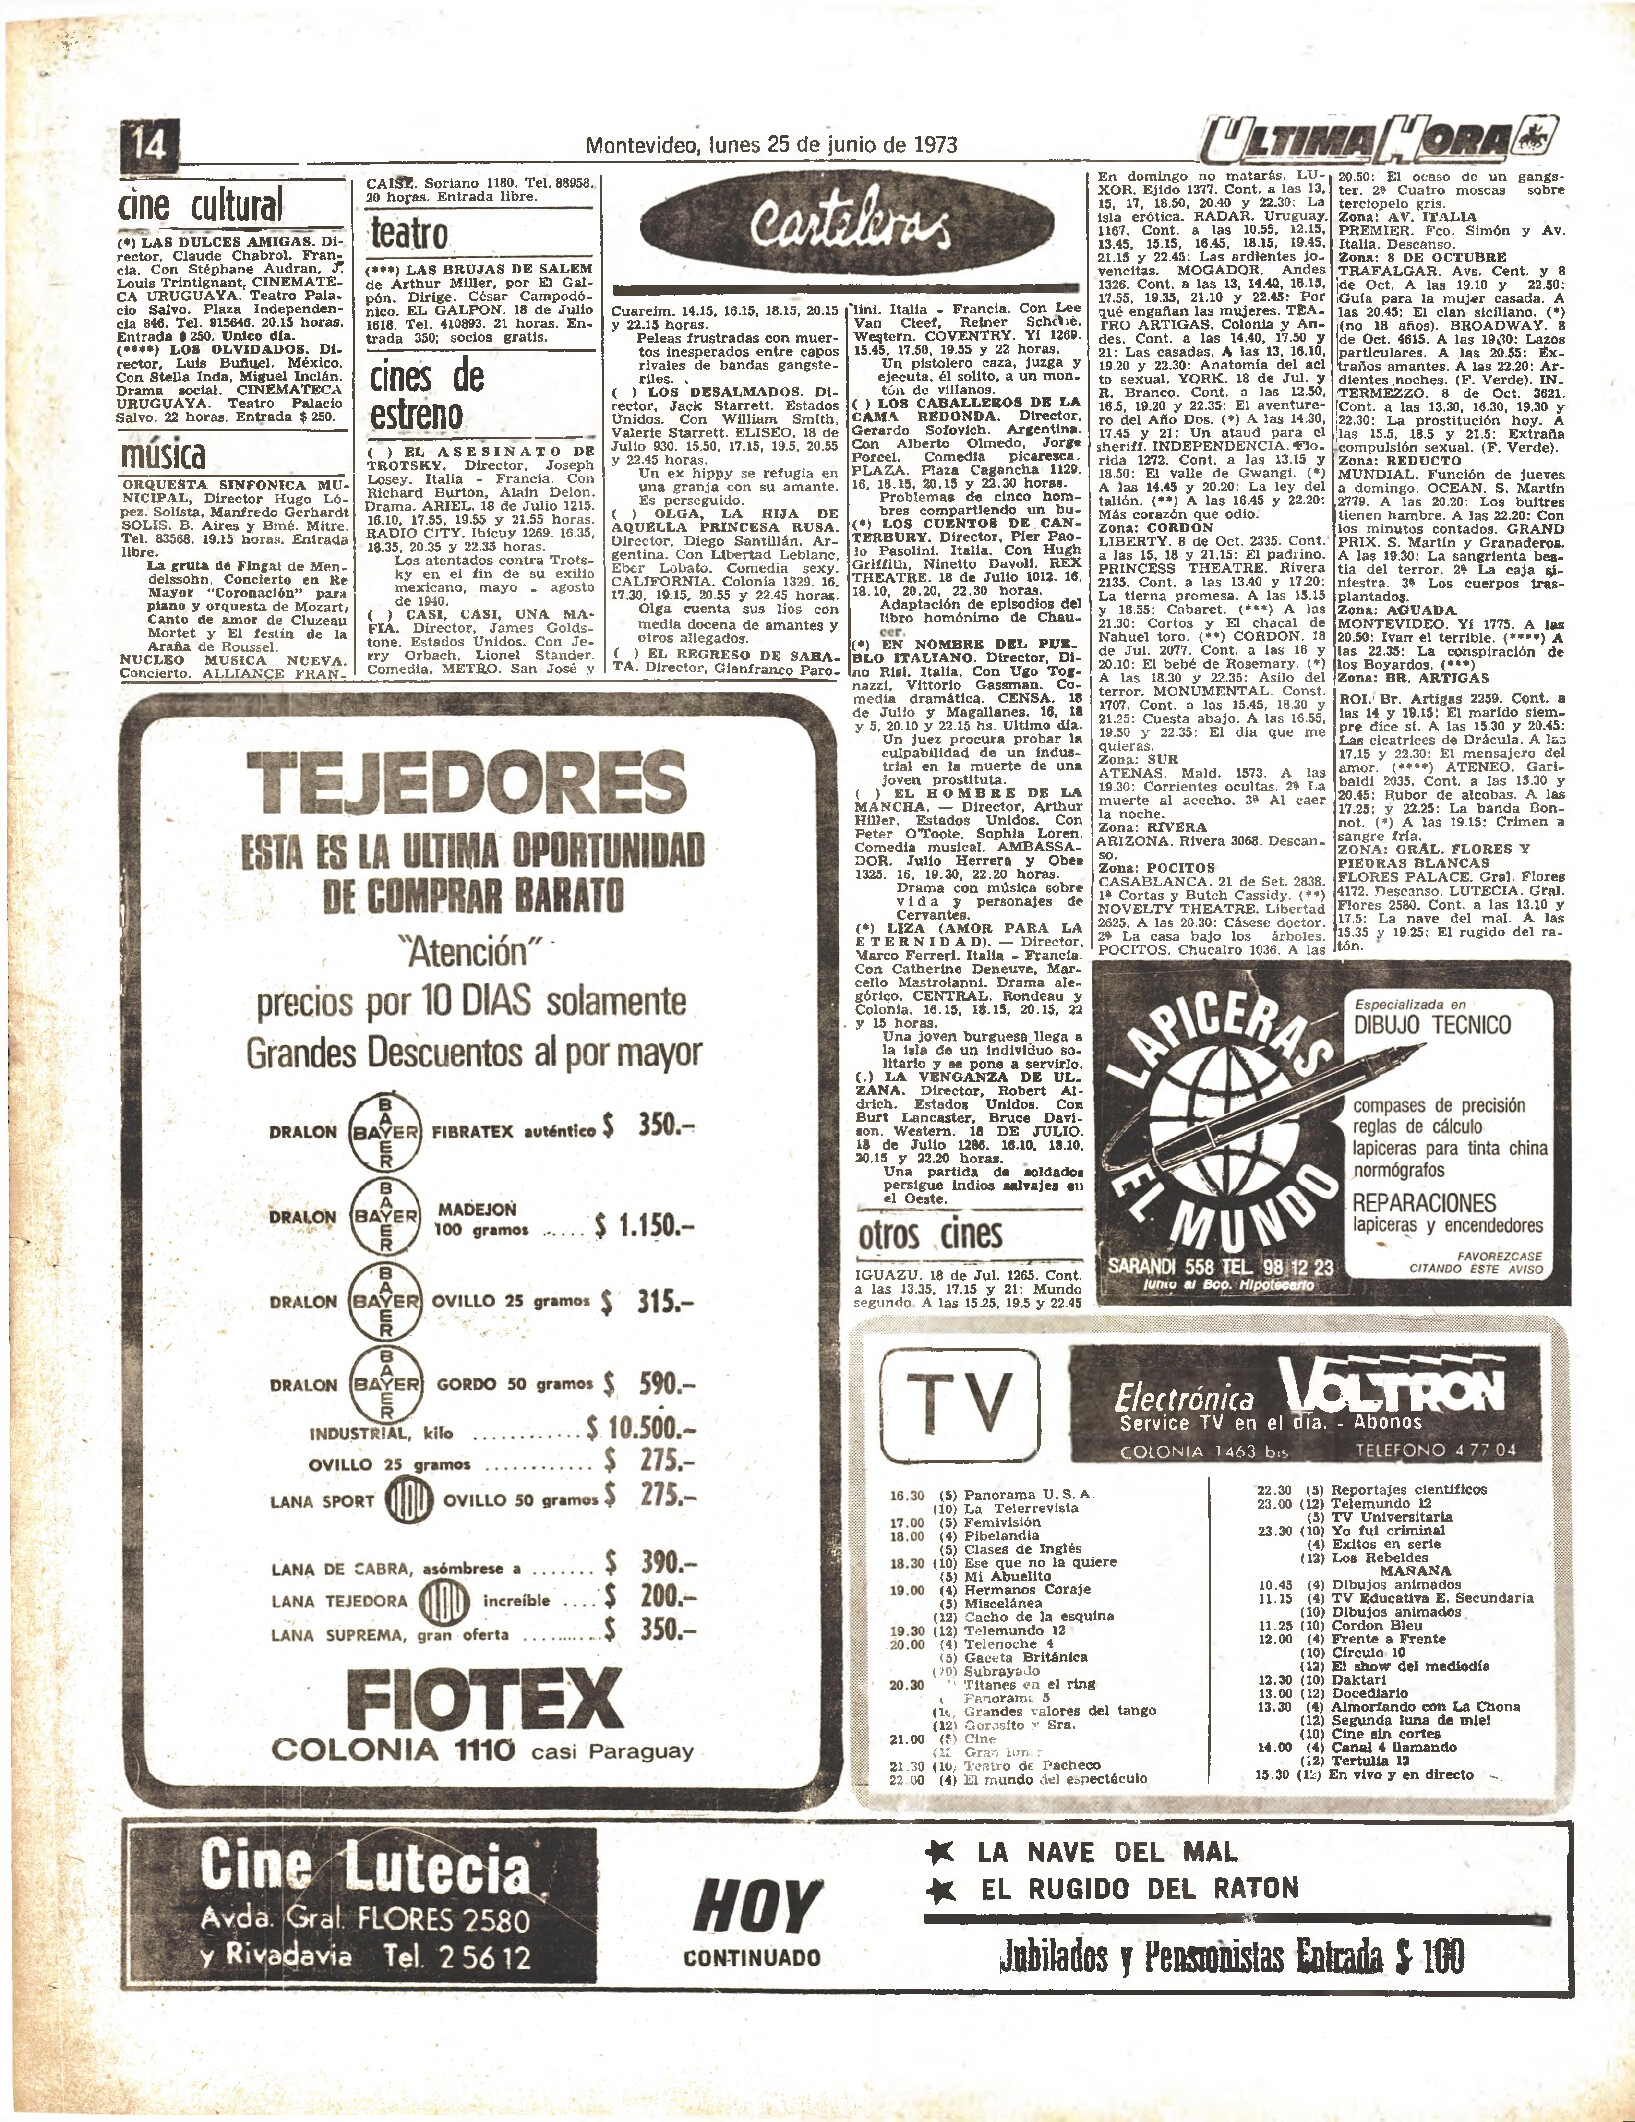 14
Montevideo, lunes 25 de junio de 1973
ULTIMA HORA
cine cultural
(*) LAS DULCES AMIGAS. Di-
rector, Claude Chabrol. Fran-
cia. Con Stéphane Audran, J.
Louis Trintignant, CINEMATE-
CA URUGUAYA. Teatro Pala-
cio Salvo. Plaza Independen-
cia 846. Tel. 815646. 20.15 horas.
Entrada $ 250. Unico día.
(****) LOS OLVIDADOS. Di-
rector, Luis Buñuel. México.
Con Stella Inda, Miguel Inclán.
Drama social. CINEMATECA
URUGUAYA. Teatro Palacio
Salvo. 22 horas. Entrada $ 250.
música
ORQUESTA SINFONICA MU-
NICIPAL, Director Hugo Ló-
pez. Solista, Manfredo Gerhardt
SOLIS. B. Aires y Bmé. Mitre.
Tel. 83568. 19.15 horas. Entrada
libre.
La gruta de Fingal de Men-
delssohn, Concierto en Re
Mayor "Coronación" para
piano y orquesta de Mozart;
Canto de amor de Cluzeau
Mortet y El festín de la
Araña de Roussel.
NUCLEO MUSICA NUEVA.
Concierto. ALLIANCE FRAN-
CAISE. Soriano 1180. Tel. 88958.
20 horas. Entrada libre.
teatro
(***) LAS BRUJAS DE SALEM
de Arthur Miller, por El Gal-
pón. Dirige. César Campodó-
nico. EL GALPON. 18 de Julio
1618. Tel. 410893. 21 horas. En-
trada 350; socios gratis.
cines de
estreno
( ) EL ASESINATO DE
TROTSKY. Director, Joseph
Losey. Italia - Francia. Con
Richard Burton, Alain Delon.
Drama. ARIEL. 18 de Julio 1215.
16.10, 17.55, 19.55 y 21.55 horas.
RADIO CITY. Ibicuy 1269. 16.35,
18.35, 20.35 y 22.35 horas.
Los atentados contra Trots-
ky en el fin de su exilio
mexicano, mayo - agosto
de 1940.
( ) CASI, CASI, UNA MA-
FIA. Director, James Golds-
tone. Estados Unidos. Con Je-
rry Orbach, Lionel Stander.
Comedia. METRO. San José y
carteleras
Cuareim. 14.15, 16.15, 18.15, 20.15
y 22.15 horas.
Peleas frustradas con muer-
tos inesperados entre capos
rivales de bandas gangste-
riles.
( ) LOS DESALMADOS. Di-
rector, Jack Starrett. Estados
Unidos. Con William Smith,
Valerie Starrett. ELISEO, 18 de
Julio 930. 15.50, 17.15, 19.5, 20.55
y 22.45 horas.
Un ex hippy se refugia en
una granja con su amante.
Es perseguido.
( ) OLGA, LA HIJA DE
AQUELLA PRINCESA RUSA.
Director, Diego Santillán. Ar-
gentina. Con Libertad Leblanc,
Elxer Lobato. Comedia sexy.
CALIFORNIA. Colonia 1329. 16.
17.30, 19.15, 20.55 y 22.45 horas.
Olga cuenta sus líos con
media docena de amantes y
otros allegados.
( ) EL REGRESO DE SABA-
TA. Director, Gianfranco Paro-
lini. Italia - Francia. Con Lee
Van Cleef, Reiner Schöne.
Western. COVENTRY. Yí 1269.
15.45, 17.50, 19.55 y 22 horas.
Un pistolero caza, juzga y
ejecuta, él solito, a un mon-
tón de villanos.
( ) LOS CABALLEROS DE LA
CAMA REDONDA. Director,
Gerardo Sofovich. Argentina.
Con Alberto Olmedo, Jorge
Porcel. Comedia picaresca.
PLAZA. Plaza Cagancha 1129.
16, 18.15, 20.15 y 22.30 horas.
Problemas de cinco hom-
bres compartiendo un bu-
(*) LOS CUENTOS DE CAN-
TERBURY. Director, Pier Pao-
lo Pasolini. Italia. Con Hugh
Griffith, Ninetto Davoli. REX
THEATRE. 18 de Julio 1012. 16,
18.10, 20.20, 22.30 horas.
Adaptación de episodios del
libro homónimo de Chau-
cer.
(*) EN NOMBRE DEL PUE-
BLO ITALIANO. Director, Di-
no Risi. Italia. Con Ugo Tog-
nazzi, Vittorio Gassman. Co-
media dramática. CENSA. 18
de Julio y Magallanes. 16, 18
y 5, 20.10 y 22.15 hs. Ultimo día.
Un juez procura probar la
culpabilidad de un indus-
trial en la muerte de una
joven prostituta.
( ) EL HOMBRE DE LA
MANCHA. — Director, Arthur
Hiller. Estados Unidos. Con
Peter O'Toole, Sophia Loren.
Comedia musical. AMBASSA-
DOR. Julio Herrera y Obes
1325. 16, 19.30, 22.20 horas.
Drama con música sobre
vida y personajes de
Cervantes.
(*) LIZA (AMOR PARA LA
ETERNIDAD). — Director,
Marco Ferreri. Italia - Francia.
Con Catherine Deneuve, Mar-
cello Mastroianni. Drama ale-
górico. CENTRAL. Rondeau y
Colonia. 16.15, 18.15, 20.15, 22
y 15 horas.
Una joven burguesa llega a
la isla de un individuo so-
litario y se pone a servirlo.
(.) LA VENGANZA DE UL-
ZANA. Director, Robert Al-
drich. Estados Unidos. Con
Burt Lancaster, Bruce Davi-
son. Western. 18 DE JULIO.
18 de Julio 1286. 16.10, 18.10,
20.15 y 22.20 horas.
Una partida de soldados
persigue indios salvajes en
el Oeste.
otros cines
IGUAZU. 18 de Jul. 1265. Cont.
a las 13.35, 17.15 y 21: Mundo
segundo. A las 15.25, 19.5 y 22.45
En domingo no matarás. LU-
XOR. Ejido 1377. Cont. a las 13,
15, 17, 18.50, 20.40 y 22.30: La
isla erótica. RADAR. Uruguay.
1167. Cont. a las 10.55, 12.15,
13.45, 15.15, 16.45, 18.15, 19.45,
21.15 y 22.45: Las ardientes jo-
vencitas. MOGADOR. Andes
1326. Cont. a las 13, 14.40, 16.15,
17.55, 19.35, 21.10 y 22.45: Por
qué engañan las mujeres. TEA-
TRO ARTIGAS. Colonia y An-
des. Cont. a las 14.40, 17.50 y
21: Las casadas. A las 13, 16.10,
19.20 y 22.30: Anatomía del act
to sexual. YORK. 18 de Jul. y
R. Branco. Cont. a las 12.50,
16.5, 19.20 y 22.35: El aventure-
ro del Año Dos. (*) A las 14.30,
17.45 y 21: Un ataud para el
sheriff. INDEPENDENCIA. Flo-
rida 1272. Cont. a las 13.15 y
18.50: El valle de Gwangi. (*)
A las 14.45 y 20.20: La ley del
talión. (**) A las 16.45 y 22.20:
Más corazón que odio.
Zona: CORDON
LIBERTY. 8 de Oct. 2335. Cont.
a las 15, 18 y 21.15: El padrino.
PRINCESS THEATRE. Rivera
2135. Cont. a las 13.40 y 17.20:
La tierna promesa. A las 15.15
y 18.55: Cabaret. (***) A las
21.30: Cortos y El chacal de
Nahuel toro. (**) CORDON. 18
de Jul. 2077. Cont. a las 16 y
20.10: El bebé de Rosemary. (*)
A las 18.30 y 22.35: Asilo del
terror. MONUMENTAL. Const.
1707. Cont. a las 15.45, 18.30 y
21.25: Cuesta abajo. A las 16.55,
19.50 y 22.35: El día que me
quieras.
Zona: SUR
ATENAS. Mald. 1573. A las
19.30: Corrientes ocultas. 2ª La
muerte al acecho. 3ª Al caer
la noche.
Zona: RIVERA
ARIZONA. Rivera 3068. Descan-
so.
Zona: POCITOS
CASABLANCA. 21 de Set. 2838.
1ª Cortas y Butch Cassidy. (**)
NOVELTY THEATRE. Libertad
2625. A las 20.30: Cásese doctor.
2ª La casa bajo los árboles.
POCITOS. Chucarro 1036. A las
20.50: El ocaso de un gangs-
ter. 2ª Cuatro moscas sobre
terciopelo gris.
Zona: AV. ITALIA
PREMIER. Fco. Simón y Av.
Italia. Descanso.
Zona: 8 DE OCTUBRE
TRAFALGAR. Avs. Cent. y 8
de Oct. A las 19.10 y 22.50:
Guía para la mujer casada. A
las 20.45: El clan siciliano. (*)
(no 18 años). BROADWAY. 8
de Oct. 4615. A las 19.30: Lazos
particulares. A las 20.55: Ex-
traños amantes. A las 22.20: Ar-
dientes noches. (F. Verde). IN-
TERMEZZO. 8 de Oct. 3621.
Cont. a las 13.30, 16.30, 19.30 y
22.30: La prostitución hoy. A
las 15.5, 18.5 y 21.5: Extraña
compulsión sexual. (F. Verde).
Zona: REDUCTO
MUNDIAL. Función de jueves
a domingo. OCEAN. S. Martín
2779. A las 20.20: Los buitres
tienen hambre. A las 22.20: Con
los minutos contados. GRAND
PRIX. S. Martín y Granaderos.
A las 19.30: La sangrienta bes-
tia del terror. 2ª La caja si-
niestra. 3ª Los cuerpos tras-
plantados.
Zona: AGUADA
MONTEVIDEO. Yí 1775. A las
20.50: Ivan el terrible. (****) A
las 22.35: La conspiración de
los Boyardos. (***)
Zona: BR. ARTIGAS
ROI. Br. Artigas 2259. Cont. a
las 14 y 19.15: El marido siem-
pre dice sí. A las 15.30 y 20.45:
Las cicatrices de Drácula. A las
17.15 y 22.30: El mensajero del
amor. (****) ATENEO. Gari-
baldi 2035. Cont. a las 15.30 y
20.45: Rubor de alcobas. A las
17.25: y 22.25: La banda Bon-
not. (*) A las 19.15: Crimen a
sangre fría.
ZONA: GRAL. FLORES Y
PIEDRAS BLANCAS
FLORES PALACE. Gral. Flores
4172. Descanso. LUTECIA. Gral.
Flores 2580. Cont. a las 13.10 y
17.5: La nave del mal. A las
15.35 y 19.25: El rugido del ra-
tón.
TEJEDORES
ESTA ES LA ULTIMA OPORTUNIDAD
DE COMPRAR BARATO
"Atención"
precios por 10 DIAS solamente
Grandes Descuentos al por mayor
DRALON BAYER FIBRATEX auténtico $ 350.-
DRALON BAYER MADEJON
100 gramos ...... $ 1.150.-
DRALON BAYER OVILLO 25 gramos $ 315.-
DRALON BAYER GORDO 50 gramos $ 590.-
INDUSTRIAL, kilo ............ $ 10.500.-
OVILLO 25 gramos ............ $ 275.-
LANA SPORT OVILLO 50 gramos $ 275.-
LANA DE CABRA, asómbrese a ....... $ 390.-
LANA TEJEDORA increíble .... $ 200.-
LANA SUPREMA, gran oferta .......... $ 350.-
FIOTEX
COLONIA 1110 casi Paraguay
LAPICERAS
EL MUNDO
SARANDI 558 TEL 98 12 23
junto al Bco. Hipotecario
Especializada en
DIBUJO TECNICO
compases de precisión
reglas de cálculo
lapiceras para tinta china
normógrafos
REPARACIONES
lapiceras y encendedores
FAVOREZCASE
CITANDO ESTE AVISO
TV
Electrónica VOLTRON
Service TV en el día. - Abonos
COLONIA 1463 bis TELEFONO 4 77 04
16.30 (5) Panorama U.S.A.
(10) La Telerrevista
17.00 (5) Femivisión
18.00 (4) Pibelandia
(5) Clases de Inglés
18.30 (10) Ese que no la quiere
(5) Mi Abuelito
19.00 (4) Hermanos Coraje
(5) Miscelánea
(12) Cacho de la esquina
19.30 (12) Telemundo 12
20.00 (4) Telenoche 4
(5) Gaceta Británica
(10) Subrayado
20.30 Titanes en el ring
Panorama 5
Grandes valores del tango
(12) Gorosito y Sra.
21.00 (5) Cine
21.30 (10) Teatro de Pacheco
22.00 (4) El mundo del espectáculo
22.30 (5) Reportajes científicos
23.00 (12) Telemundo 12
(5) TV Universitaria
23.30 (10) Yo fui criminal
(4) Exitos en serie
(12) Los Rebeldes
MAÑANA
10.45 (4) Dibujos animados
11.15 (4) TV Educativa E. Secundaria
(10) Dibujos animados
11.25 (10) Cordon Bleu
12.00 (4) Frente a Frente
(10) Círculo 10
(12) El show del mediodía
12.30 (10) Daktari
13.00 (12) Docediario
13.30 (4) Almorzando con La Chona
(12) Segunda luna de miel
(10) Cine sin cortes
14.00 (4) Canal 4 llamando
(12) Tertulia 12
15.30 (12) En vivo y en directo
Cine Lutecia
Avda. Gral. FLORES 2580
y Rivadavia Tel. 2 56 12
HOY
CONTINUADO
LA NAVE DEL MAL
EL RUGIDO DEL RATON
Jubilados y Pensionistas Entrada $ 100